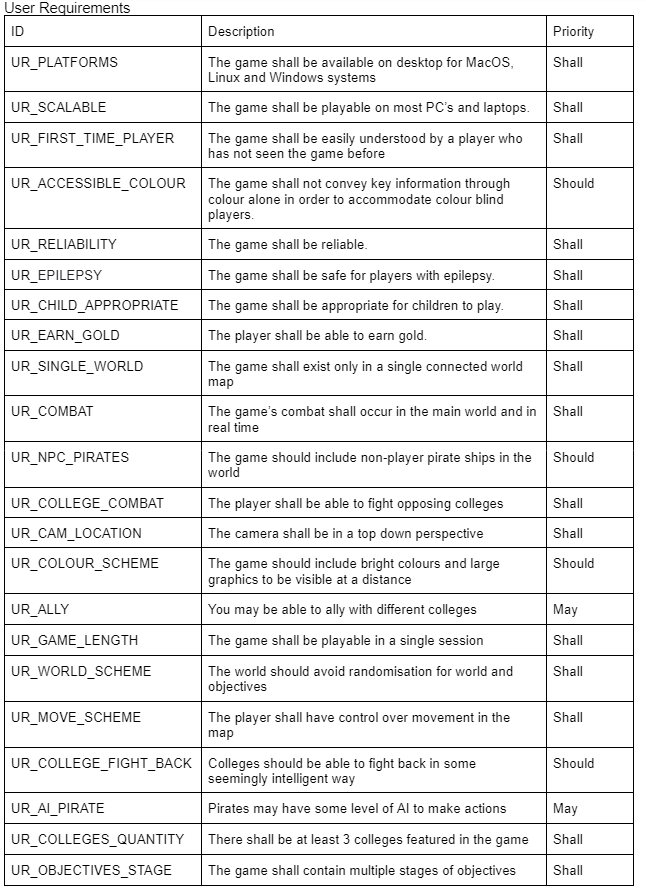 User Requirements
ID Description Priority
UR_PLATFORMS The game shall be available on desktop for MacOS, Shall
Linux and Windows systems
UR_SCALABLE The game shall be playable on most PC's and laptops. Shall
UR_FIRST_TIME_PLAYER The game shall be easily understood by a player who Shall
has not seen the game before
UR_ACCESSIBLE_COLOUR The game shall not convey key information through Should
colour alone in order to accommodate colour blind
players.
UR_RELIABILITY The game shall be reliable. Shall
UR_EPILEPSY The game shall be safe for players with epilepsy. Shall
UR_CHILD_APPROPRIATE The game shall be appropriate for children to play. Shall
UR_EARN_GOLD The player shall be able to earn gold. Shall
UR_SINGLE_WORLD The game shall exist only in a single connected world Shall
map
UR_COMBAT The game's combat shall occur in the main world and in Shall
real time
UR_NPC_PIRATES The game should include non-player pirate ships in the Should
world
UR_COLLEGE_COMBAT The player shall be able to fight opposing colleges Shall
UR_CAM_LOCATION The camera shall be in a top down perspective Shall
UR_COLOUR_SCHEME The game should include bright colours and large Should
graphics to be visible at a distance
UR_ALLY You may be able to ally with different colleges May
UR_GAME_LENGTH The game shall be playable in a single session Shall
UR_WORLD_SCHEME The world should avoid randomisation for world and Shall
objectives
UR_MOVE_SCHEME The player shall have control over movement in the Shall
map
UR_COLLEGE_FIGHT_BACK Colleges should be able to fight back in some Should
seemingly intelligent way
UR_AI_PIRATE Pirates may have some level of AI to make actions May
UR_COLLEGES_QUANTITY There shall be at least 3 colleges featured in the game Shall
UR_OBJECTIVES_STAGE The game shall contain multiple stages of objectives Shall